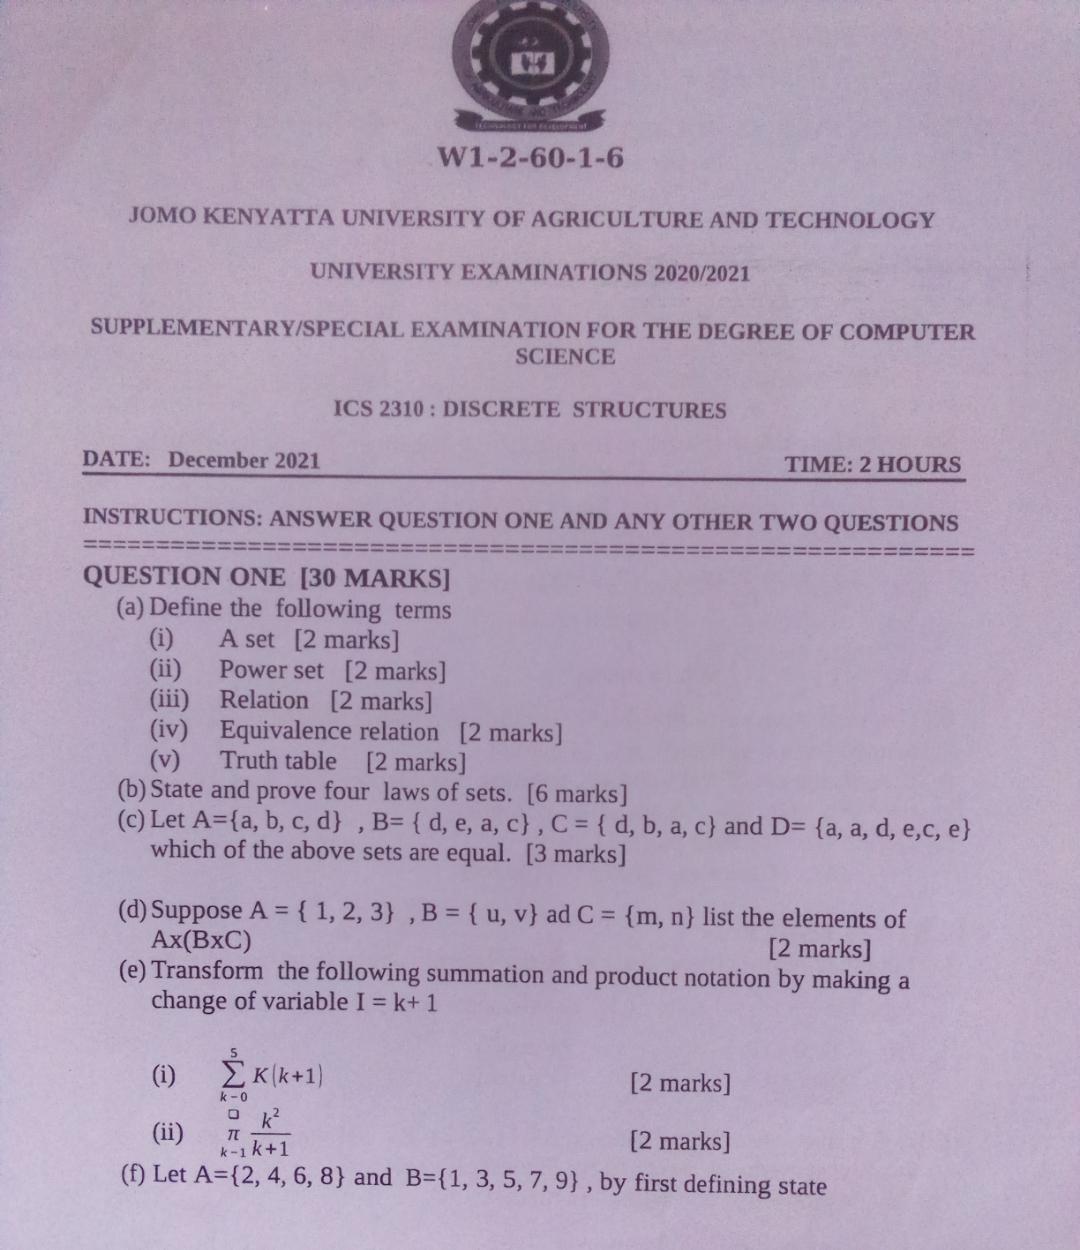 TECHNOLOGY FOR DEVELOPMENT
W1-2-60-1-6
JOMO KENYATTA UNIVERSITY OF AGRICULTURE AND TECHNOLOGY
UNIVERSITY EXAMINATIONS 2020/2021
SUPPLEMENTARY/SPECIAL EXAMINATION FOR THE DEGREE OF COMPUTER
SCIENCE
ICS 2310 : DISCRETE STRUCTURES
DATE: December 2021 TIME: 2 HOURS
INSTRUCTIONS: ANSWER QUESTION ONE AND ANY OTHER TWO QUESTIONS
QUESTION ONE [30 MARKS]
(a) Define the following terms
(i) A set [2 marks]
(ii) Power set [2 marks]
(iii) Relation [2 marks]
(iv) Equivalence relation [2 marks]
(v) Truth table [2 marks]
(b) State and prove four laws of sets. [6 marks]
(c) Let A={a, b, c, d} , B= { d, e, a, c} , C = { d, b, a, c} and D= {a, a, d, e,c, e}
which of the above sets are equal. [3 marks]
(d) Suppose A = { 1, 2, 3} , B = { u, v} ad C = {m, n} list the elements of
Ax(BxC) [2 marks]
(e) Transform the following summation and product notation by making a
change of variable I = k+ 1
(i) 5 ∑ k−0 K(k+1) [2 marks]
(ii) □ π k−1 k²/k+1 [2 marks]
(f) Let A={2, 4, 6, 8} and B={1, 3, 5, 7, 9} , by first defining state